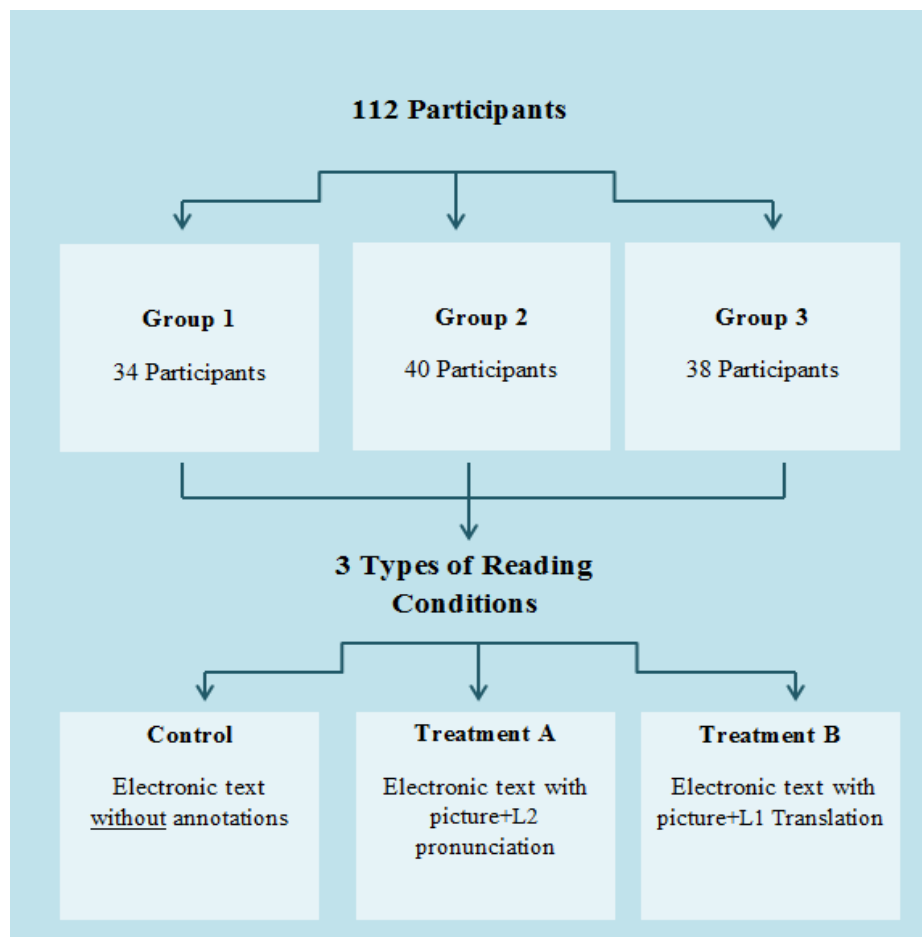 112 Participants
Group 1
34 Participants
Group 2
40 Participants
Group 3
38 Participants
3 Types of Reading
Conditions
Control
Electronic text
without annotations
Treatment A
Electronic text with
picture+L2
pronunciation
Treatment B
Electronic text with
picture+L1 Translation